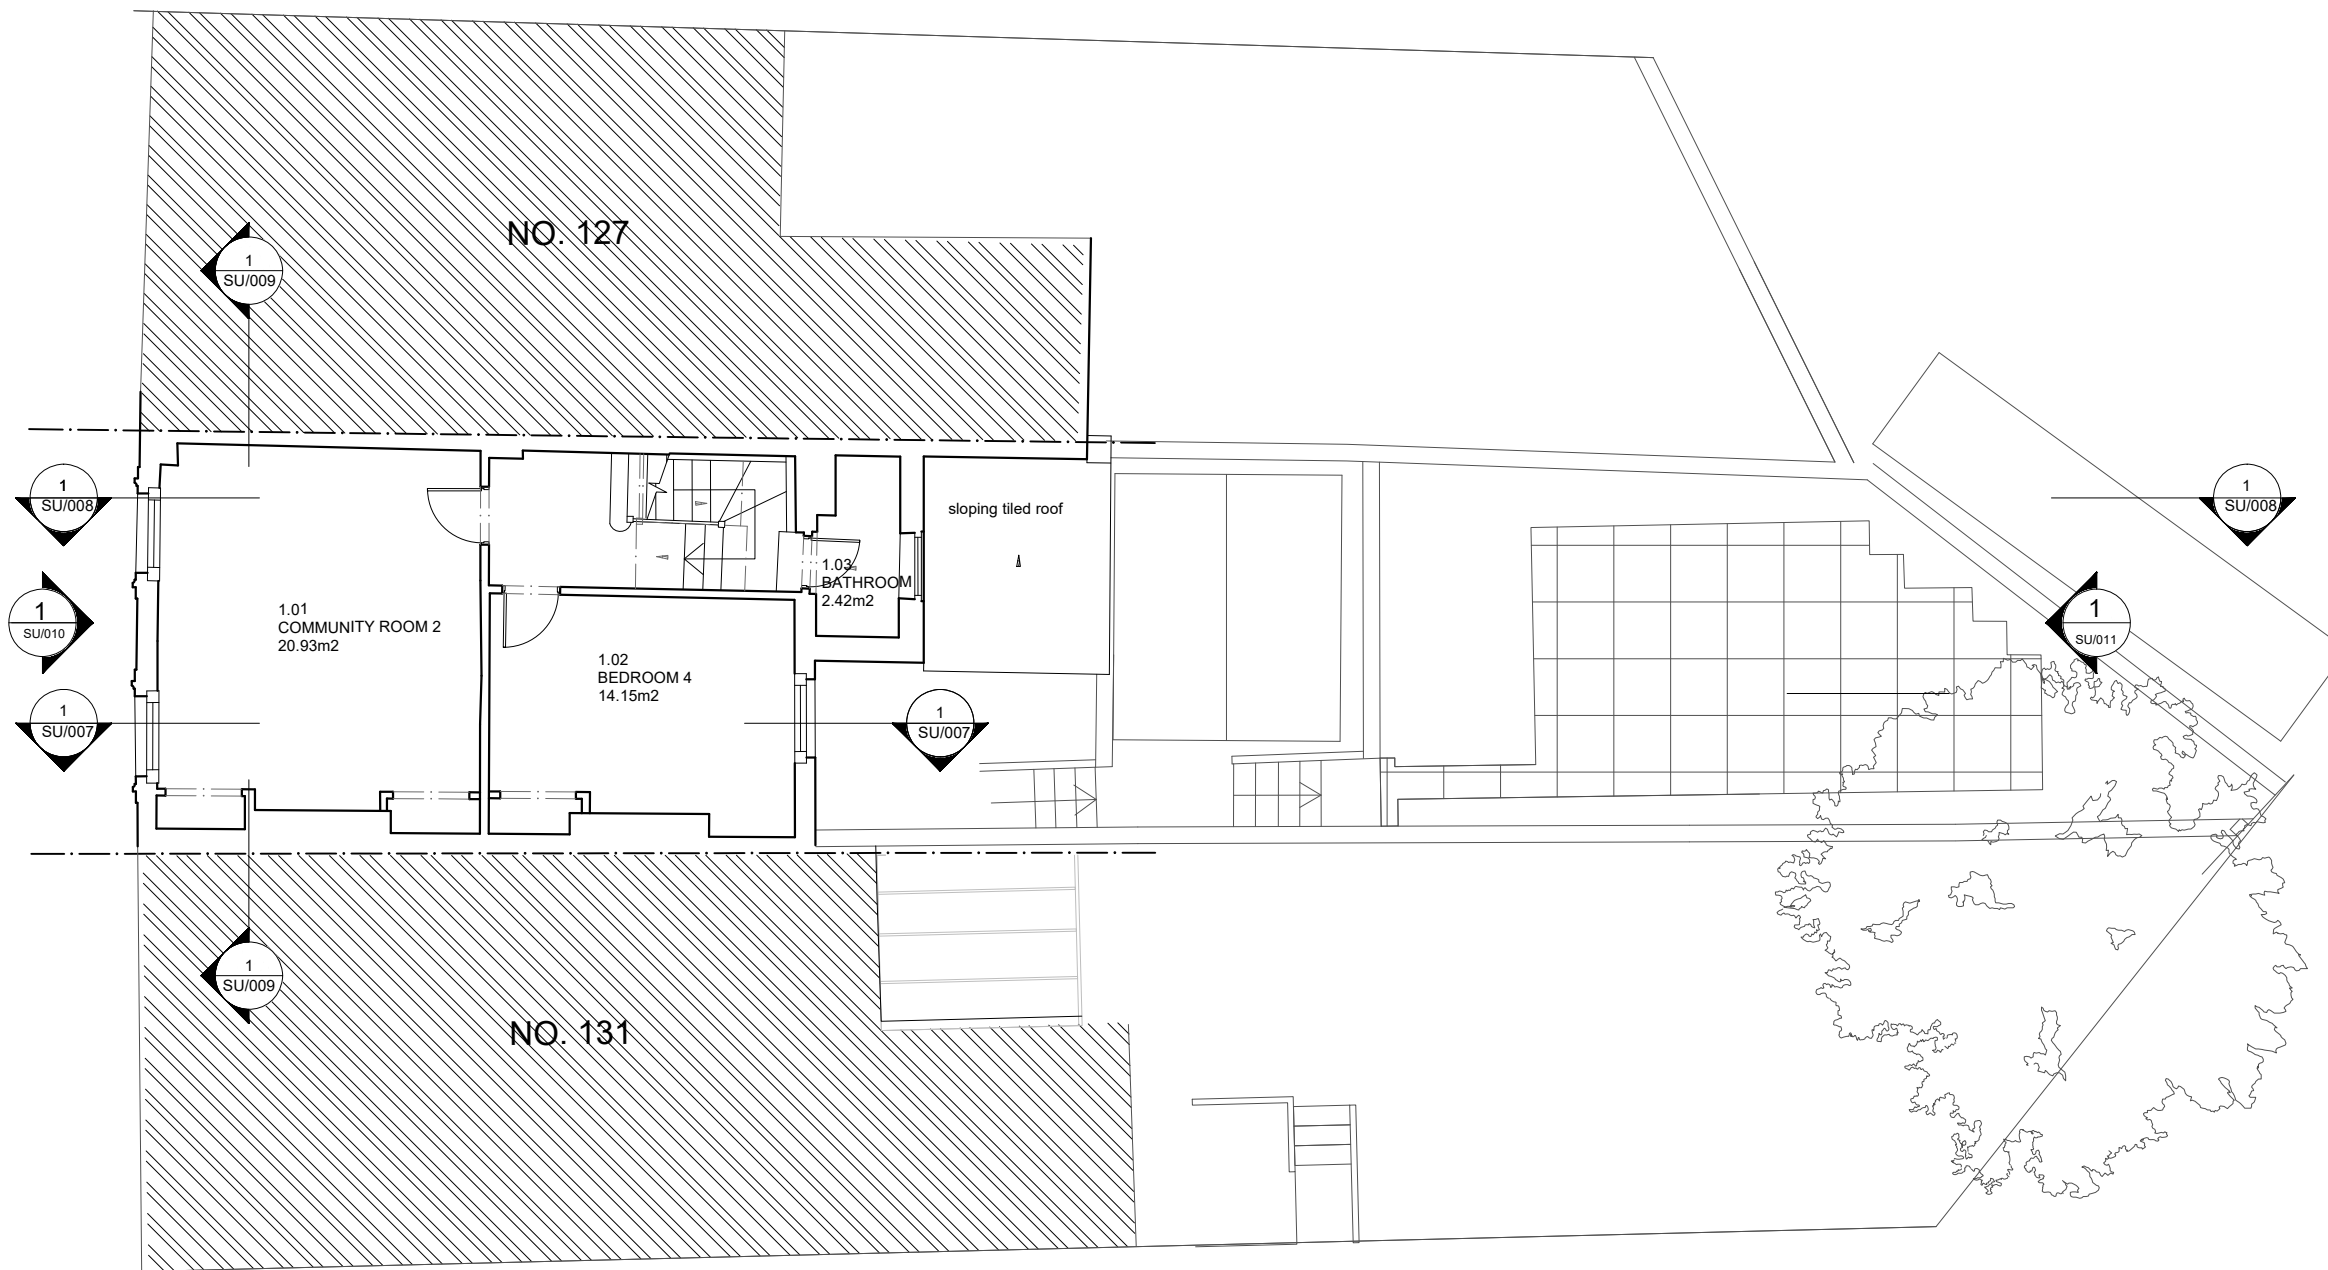 NO. 127
1
SU/009
1
SU/008
1
SU/008
sloping tiled roof
1.03
BATHROOM
2.42m2
1
SU/010
1.01
COMMUNITY ROOM 2
20.93m2
1
SU/011
1.02
BEDROOM 4
14.15m2
1
SU/007
1
SU/007
1
SU/009
NO. 131